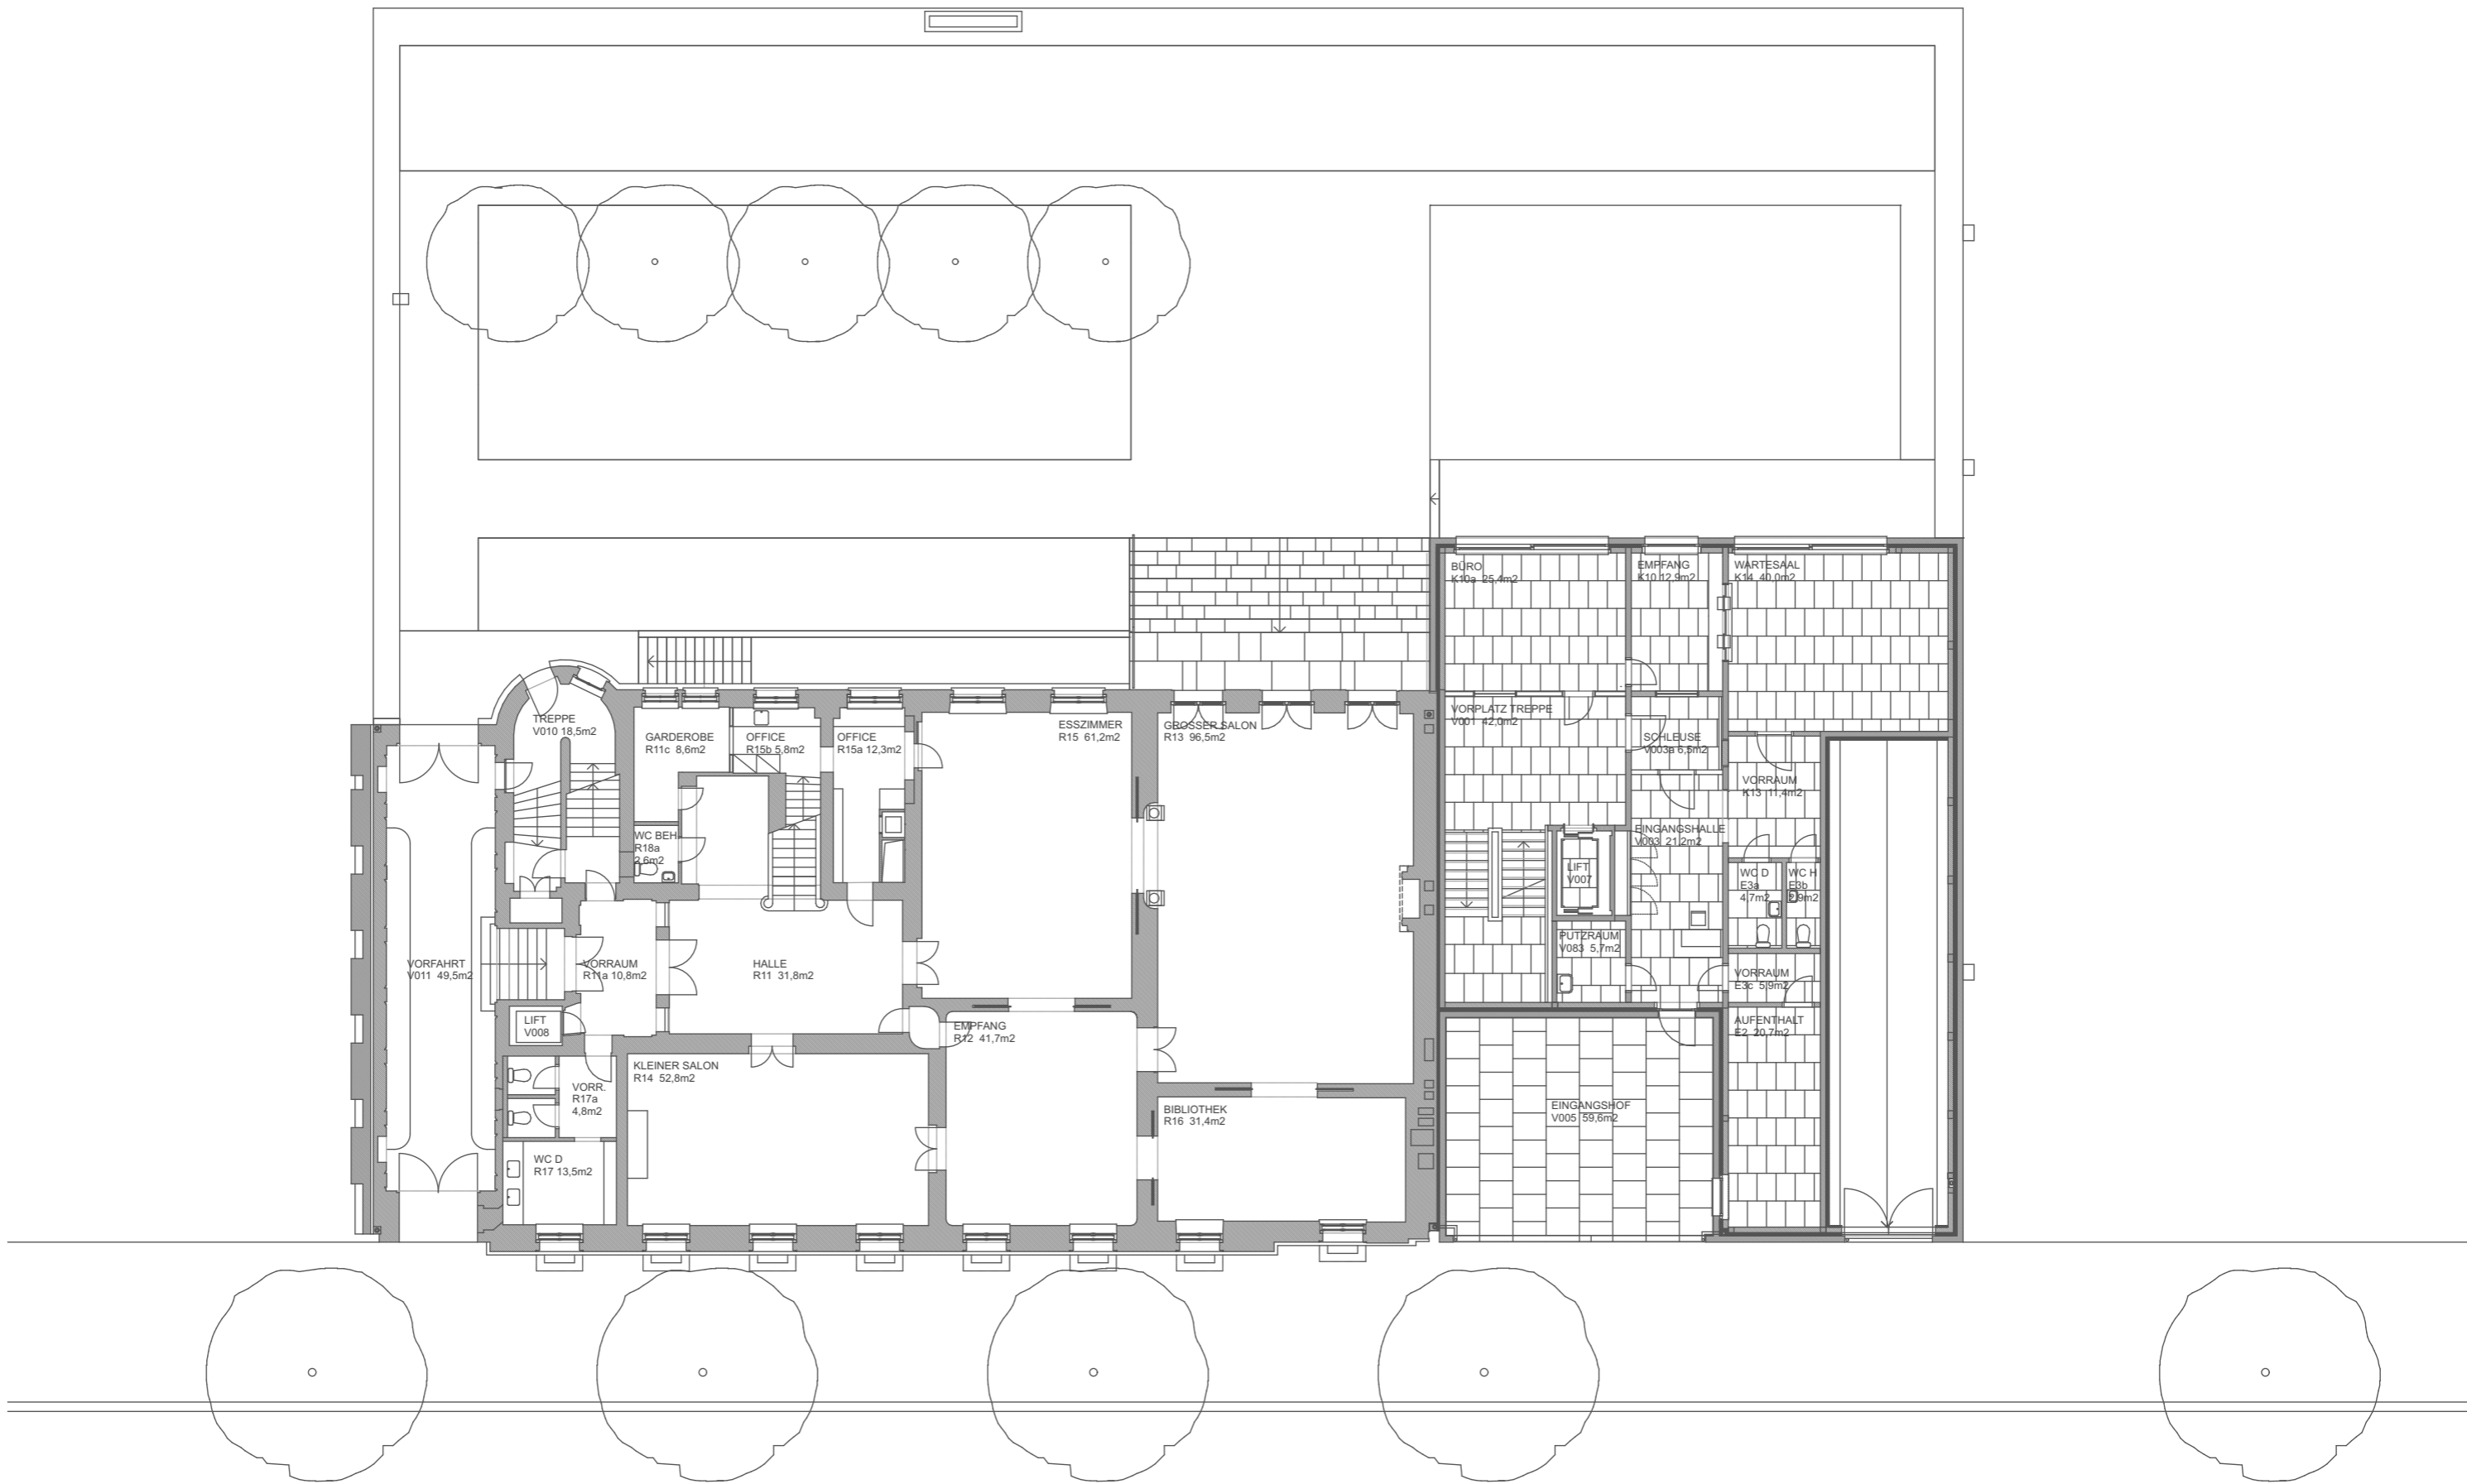 BÜRO
K10a 25,4m2
EMPFANG
K10 12,9m2
WARTESAAL
K14 40,0m2
TREPPE
V010 18,5m2
GARDEROBE
R11c 8,6m2
OFFICE
R15b 5,8m2
OFFICE
R15a 12,3m2
ESSZIMMER
R15 61,2m2
GROSSER SALON
R13 96,5m2
VORPLATZ TREPPE
V001 42,0m2
SCHLEUSE
V003a 6,5m2
VORRAUM
K13 11,4m2
WC BEH.
R18a
2,6m2
EINGANGSHALLE
V003 21,2m2
LIFT
V007
WC D
E3a
4,7m2
WC H
E3b
PUTZRAUM
V083 5,7m2
VORFAHRT
V011 49,5m2
VORRAUM
R11a 10,8m2
HALLE
R11 31,8m2
VORRAUM
E3c 5,9m2
LIFT
V008
EMPFANG
R12 41,7m2
AUFENTHALT
E2 20,7m2
KLEINER SALON
R14 52,8m2
VORR.
R17a
4,8m2
BIBLIOTHEK
R16 31,4m2
EINGANGSHOF
V005 59,6m2
WC D
R17 13,5m2